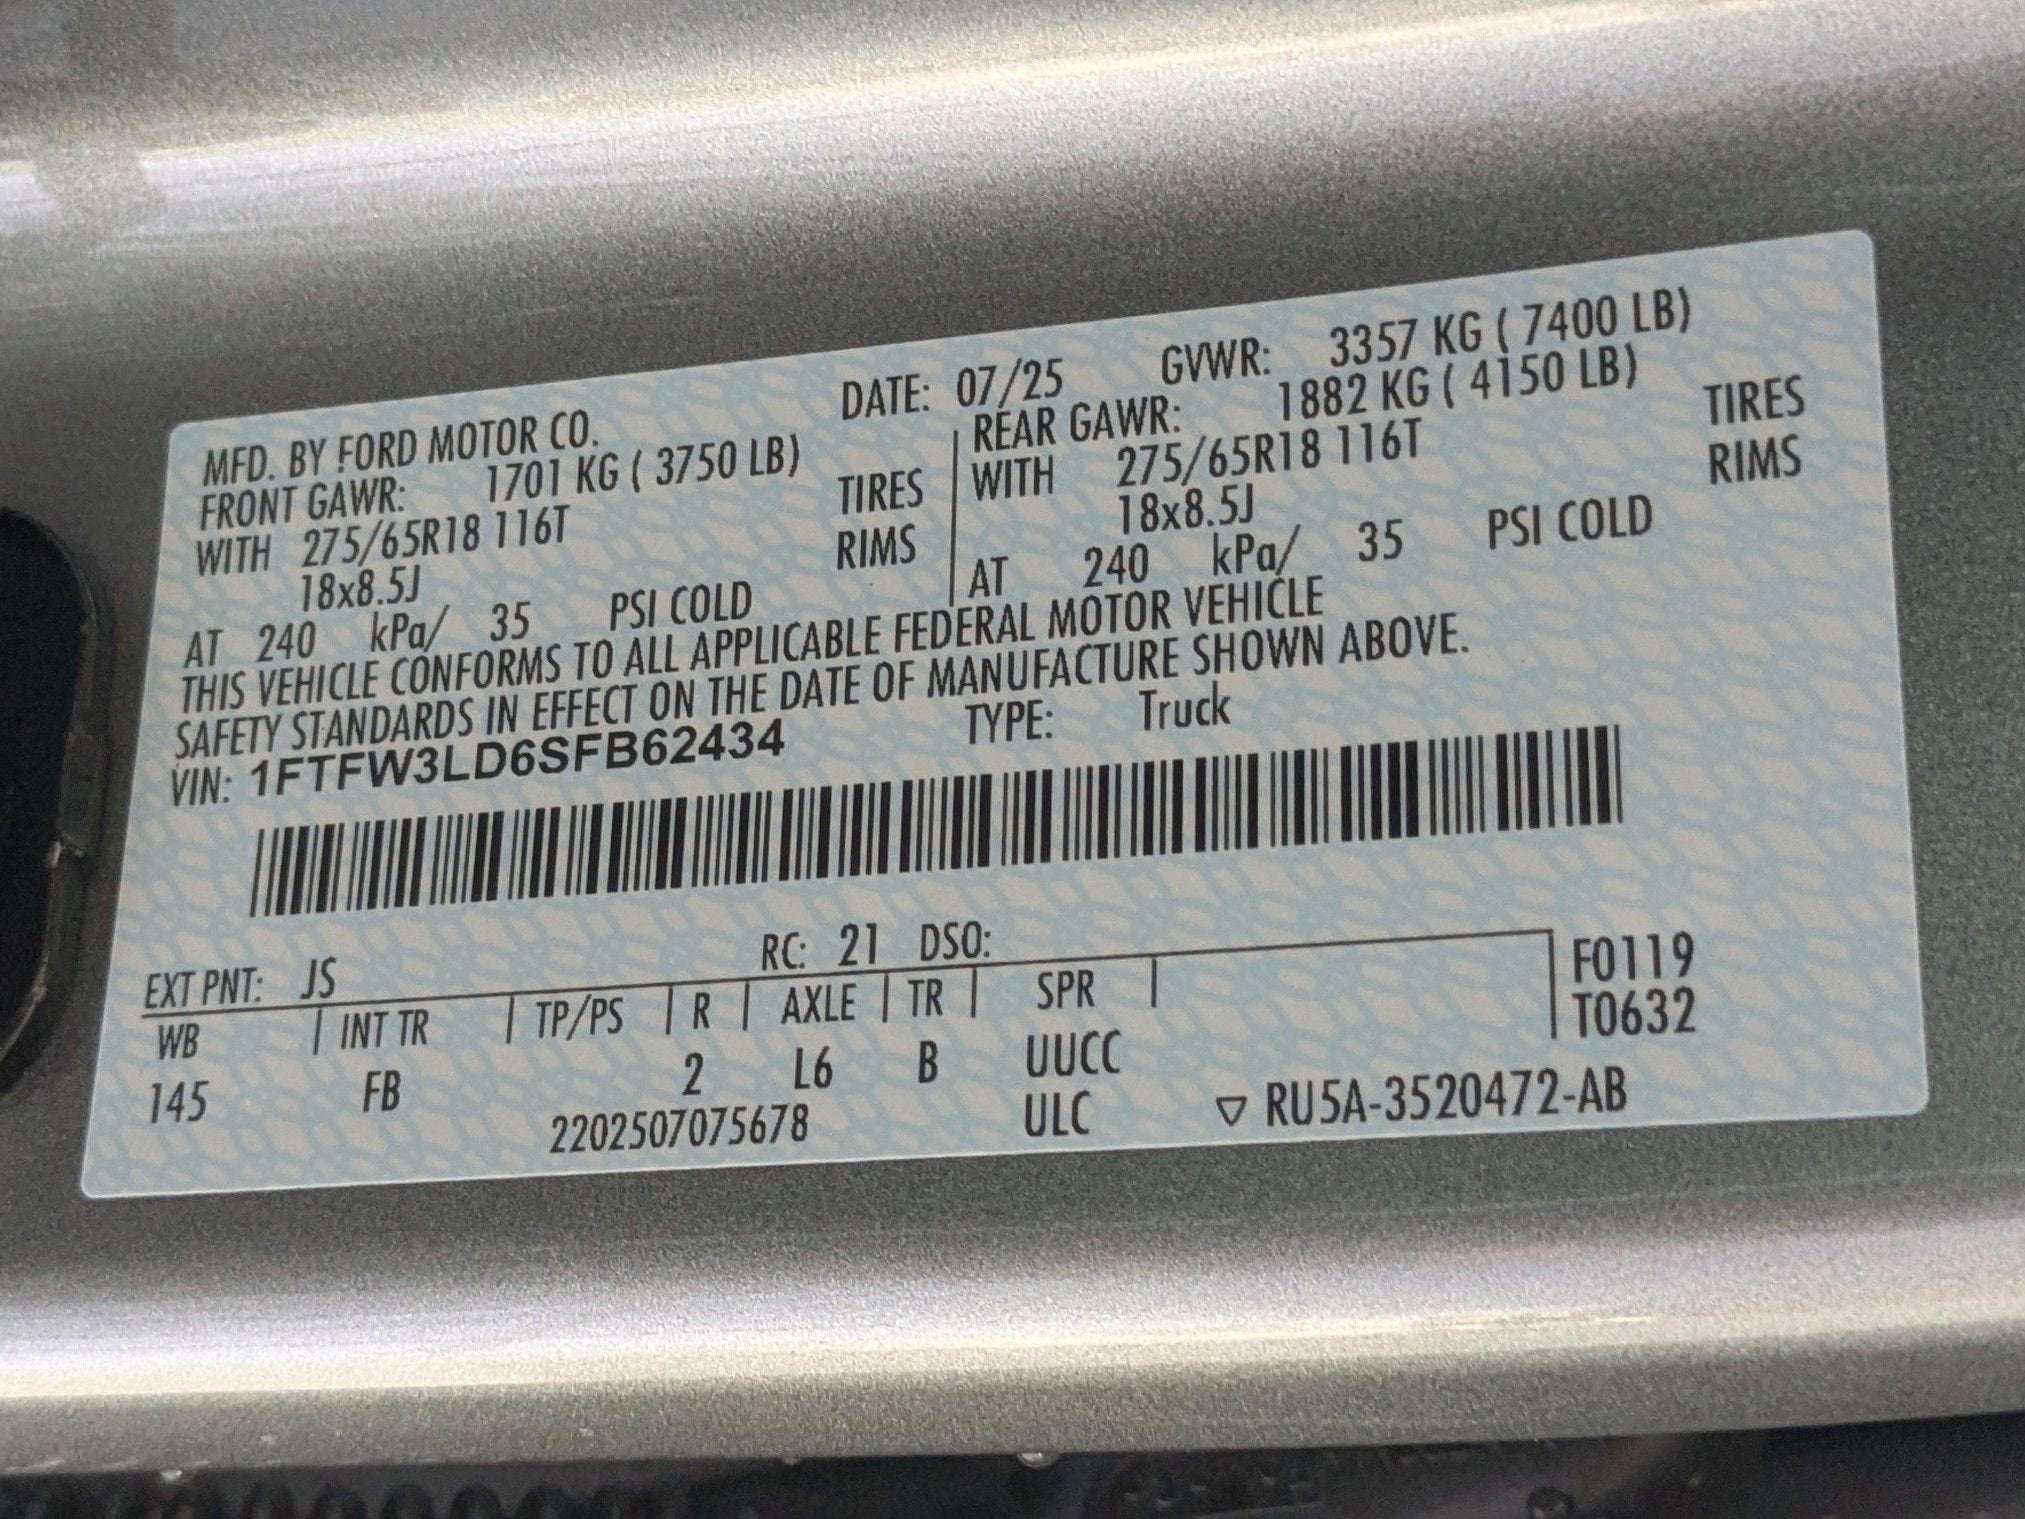 MFD. BY FORD MOTOR CO. DATE: 07/25 GVWR: 3357 KG ( 7400 LB)
FRONT GAWR: 1701 KG ( 3750 LB) REAR GAWR: 1882 KG ( 4150 LB)
WITH 275/65R18 116T TIRES WITH 275/65R18 116T TIRES
18x8.5J RIMS 18x8.5J RIMS
AT 240 kPa/ 35 PSI COLD AT 240 kPa/ 35 PSI COLD
THIS VEHICLE CONFORMS TO ALL APPLICABLE FEDERAL MOTOR VEHICLE
SAFETY STANDARDS IN EFFECT ON THE DATE OF MANUFACTURE SHOWN ABOVE.
VIN: 1FTFW3LD6SFB62434 TYPE: Truck
EXT PNT: JS RC: 21 DSO: F0119
WB INT TR TP/PS R AXLE TR SPR T0632
145 FB 2 L6 B UUCC
2202507075678 ULC ▽ RU5A-3520472-AB